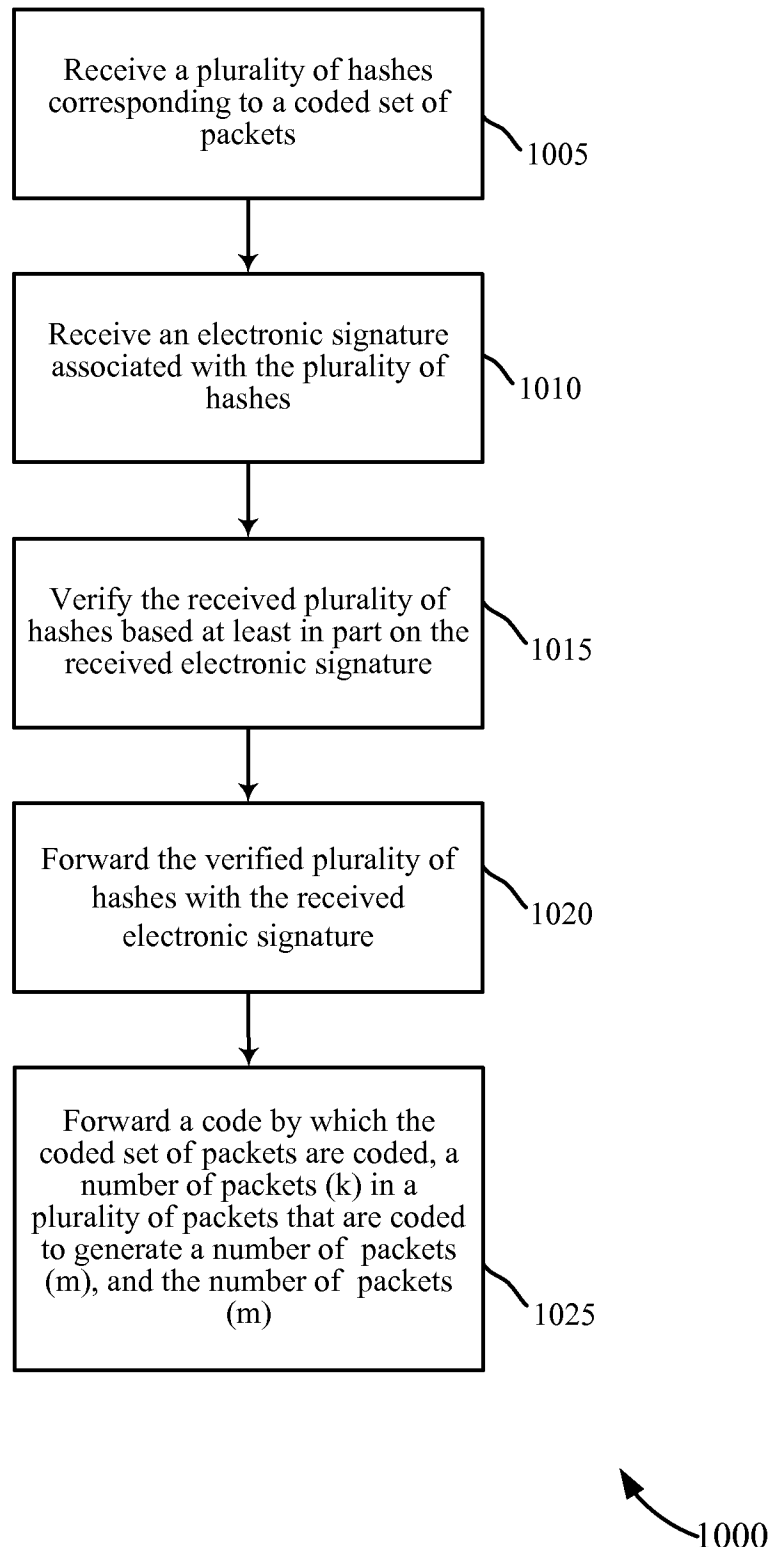 Receive a plurality of hashes
corresponding to a coded set of
packets
1005
Receive an electronic signature
associated with the plurality of
hashes
1010
Verify the received plurality of
hashes based at least in part on the
received electronic signature
1015
Forward the verified plurality of
hashes with the received
electronic signature
1020
Forward a code by which the
coded set of packets are coded, a
number of packets (k) in a
plurality of packets that are coded
to generate a number of packets
(m), and the number of packets
(m)
1025
1000